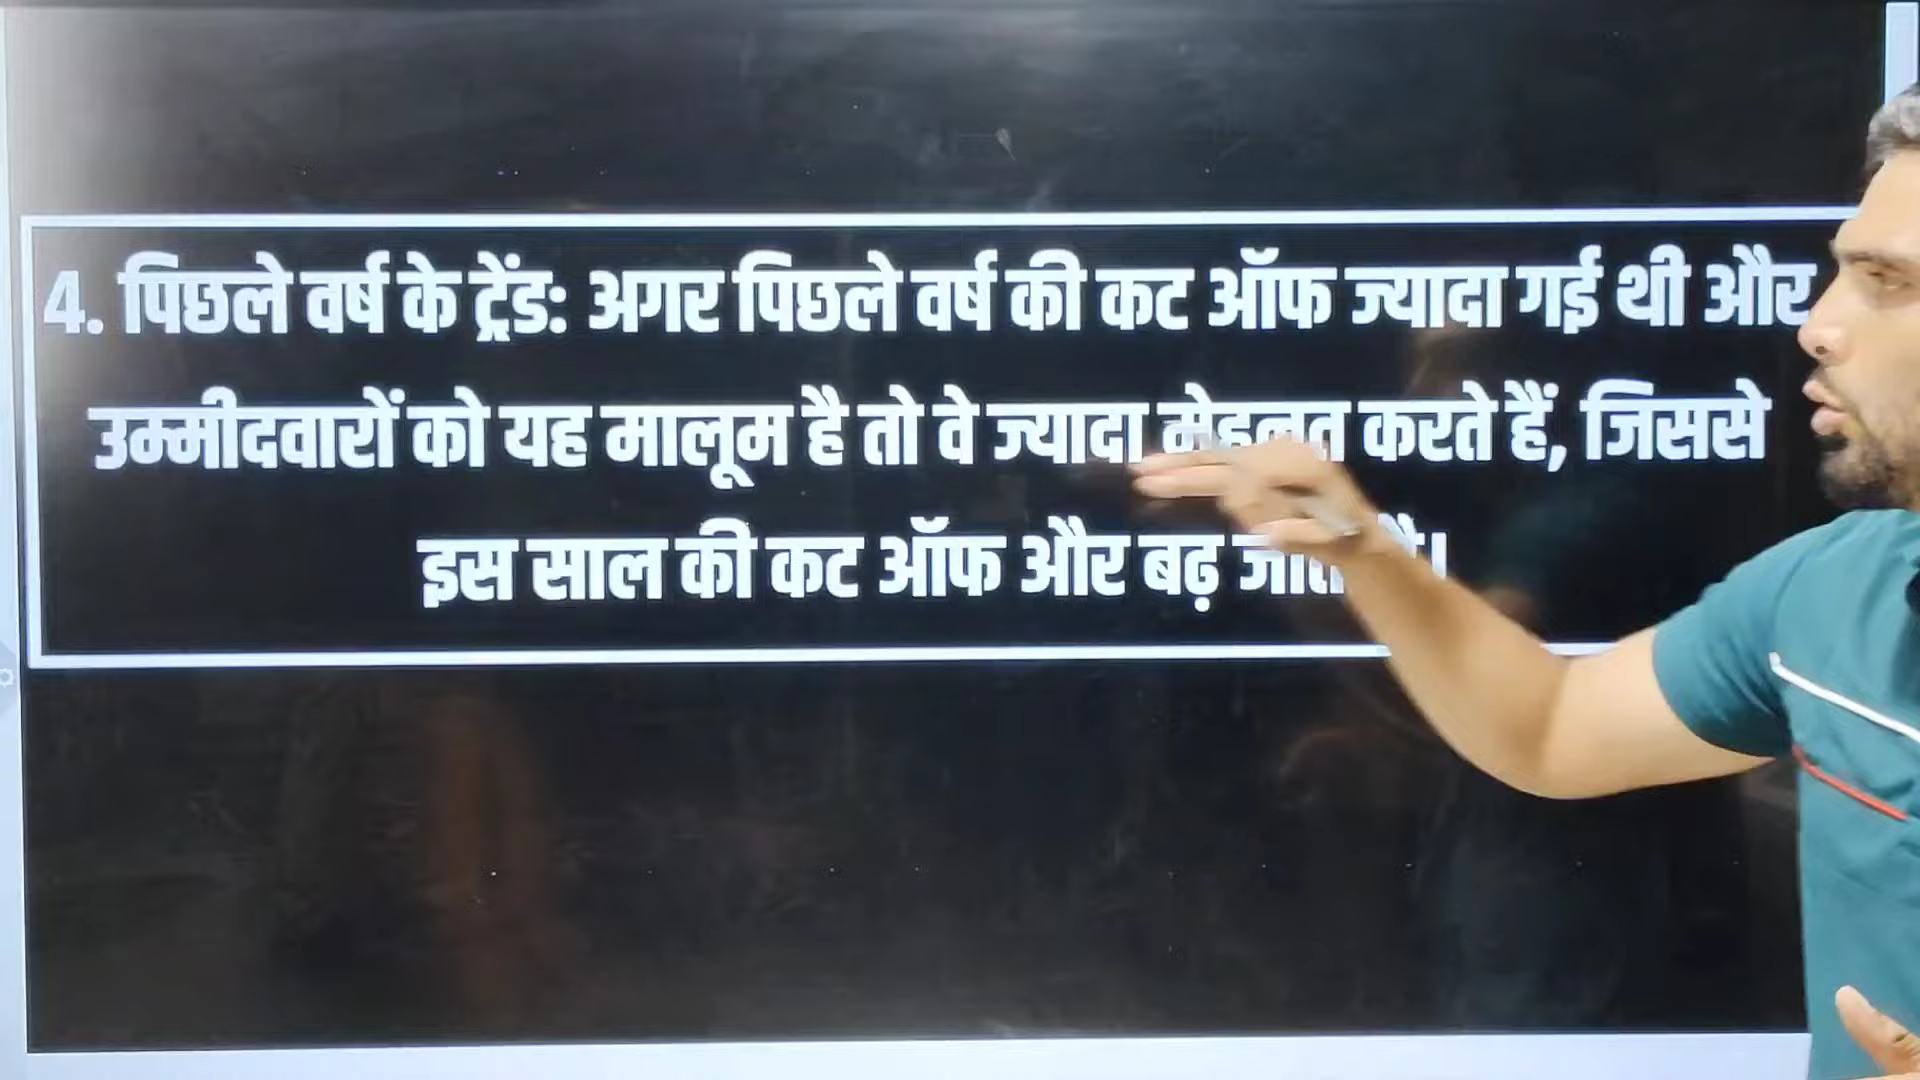 4. पिछले वर्ष के ट्रेंड: अगर पिछले वर्ष की कट ऑफ ज्यादा गई थी और
उम्मीदवारों को यह मालूम है तो वे ज्यादा मेहनत करते हैं, जिससे
इस साल की कट ऑफ और बढ़ जाती है।